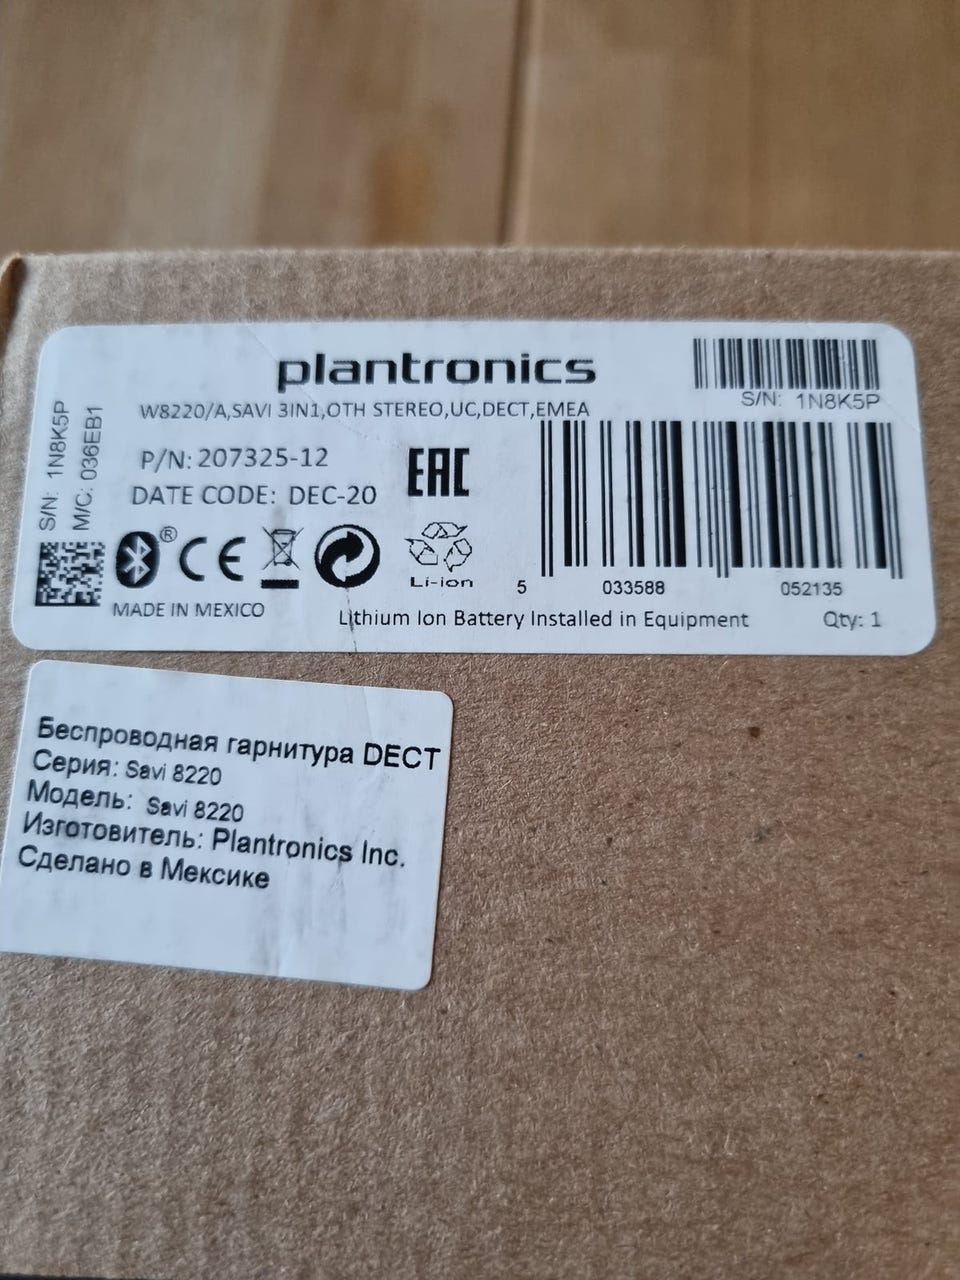 plantronics
S/N: 1N8K5P
W8220/A,SAVI 3IN1,OTH STEREO,UC,DECT,EMEA
P/N: 207325-12
EAC
DATE CODE: DEC-20
S/N: 1N8K5P
M/C: 036EB1
®
CE
Li-ion
5 033588 052135
MADE IN MEXICO
Lithium Ion Battery Installed in Equipment
Qty: 1
Беспроводная гарнитура DECT
Серия: Savi 8220
Модель: Savi 8220
Изготовитель: Plantronics Inc.
Сделано в Мексике